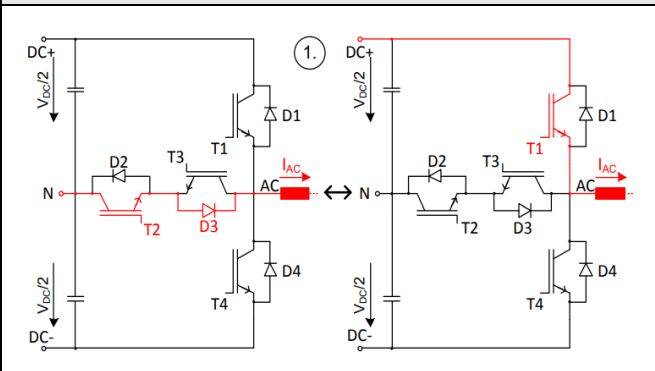 DC+
V_DC/2
1.
DC+
V_DC/2
D1
T1
D1
T1
D2
T3
I_AC
D2
T3
I_AC
N
AC
N
AC
T2
D3
T2
D3
V_DC/2
D4
V_DC/2
D4
T4
T4
DC-
DC-